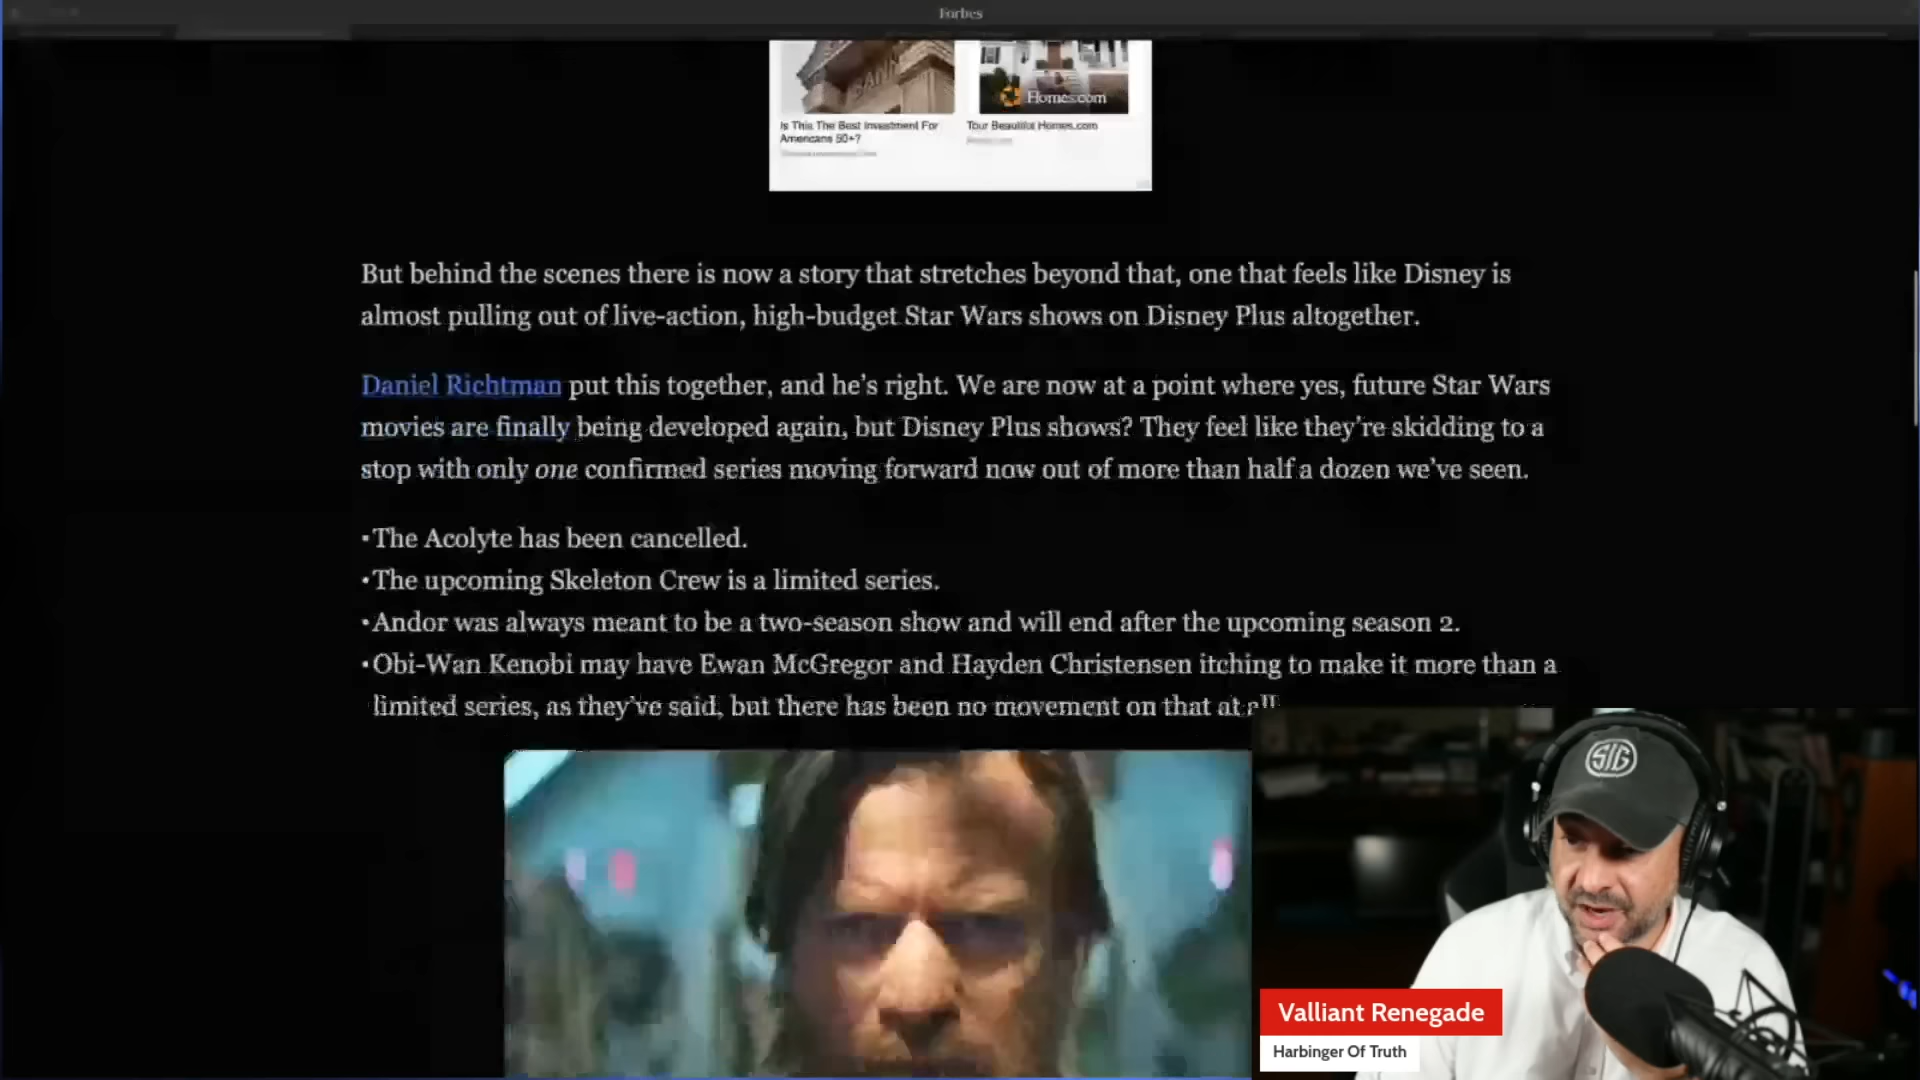 Forbes
BANK
Homes.com
Is This The Best Investment For
Americans 50+?
Tour Beautiful Homes.com
But behind the scenes there is now a story that stretches beyond that, one that feels like Disney is
almost pulling out of live-action, high-budget Star Wars shows on Disney Plus altogether.
Daniel Richtman put this together, and he's right. We are now at a point where yes, future Star Wars
movies are finally being developed again, but Disney Plus shows? They feel like they're skidding to a
stop with only one confirmed series moving forward now out of more than half a dozen we've seen.
•The Acolyte has been cancelled.
•The upcoming Skeleton Crew is a limited series.
•Andor was always meant to be a two-season show and will end after the upcoming season 2.
•Obi-Wan Kenobi may have Ewan McGregor and Hayden Christensen itching to make it more than a
limited series, as they've said, but there has been no movement on that at all
SIG
Valliant Renegade
Harbinger Of Truth